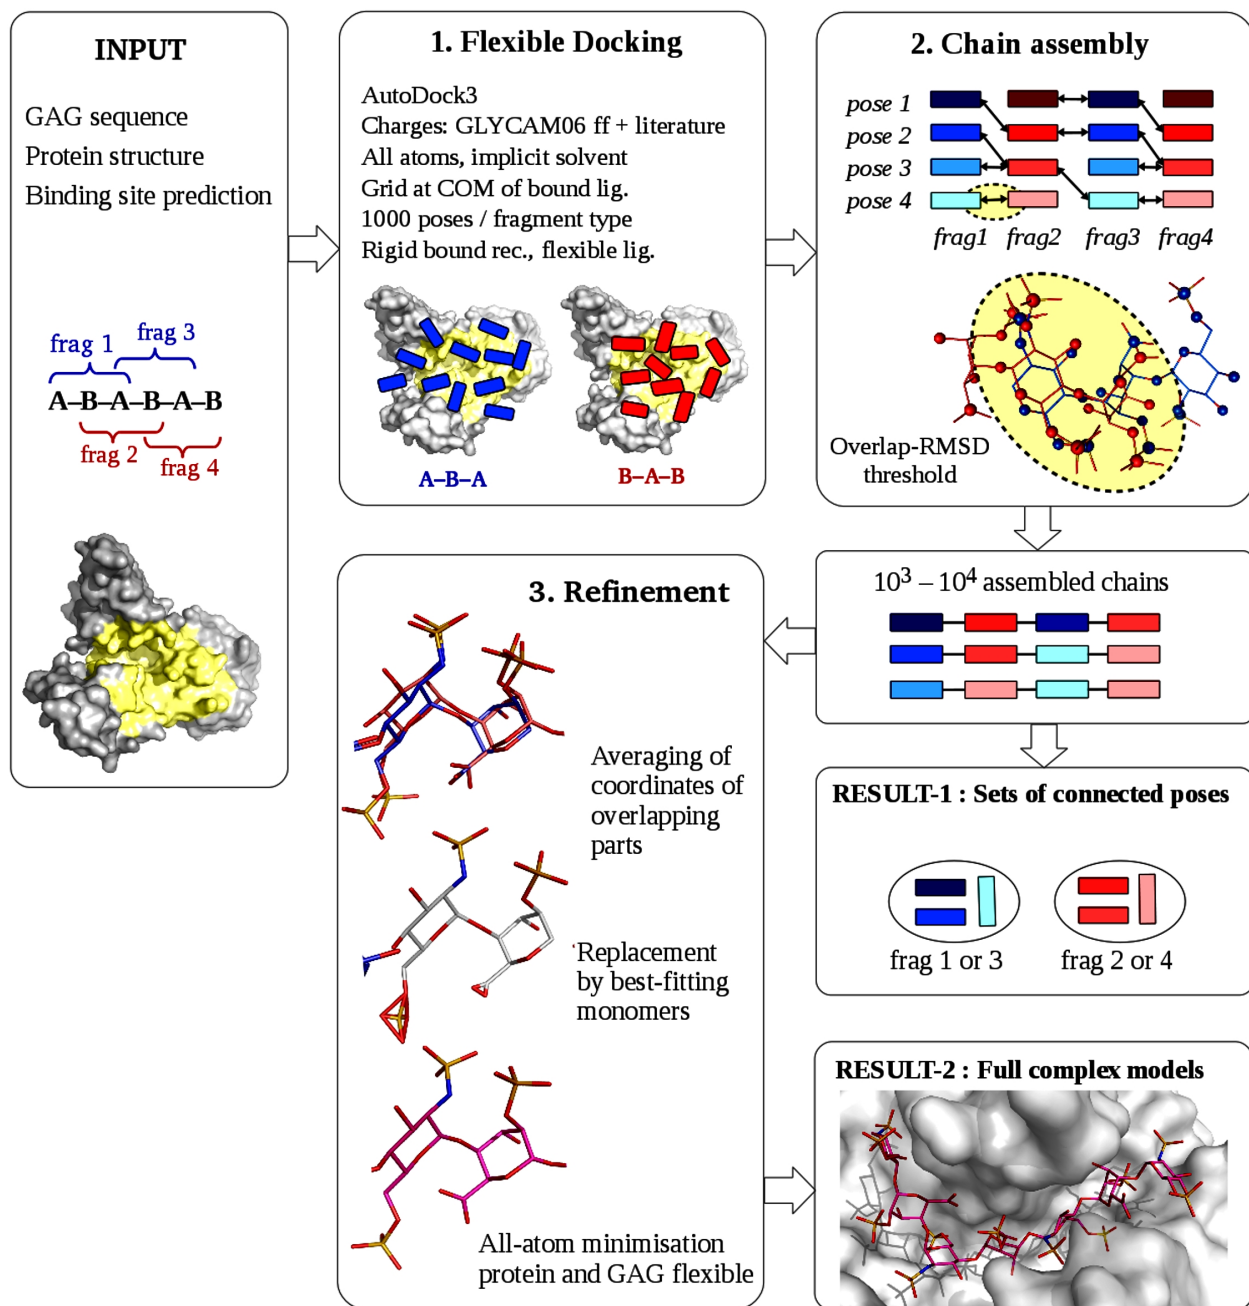 INPUT
GAG sequence
Protein structure
Binding site prediction
frag 1
frag 3
A–B–A–B–A–B
frag 2
frag 4
1. Flexible Docking
AutoDock3
Charges: GLYCAM06 ff + literature
All atoms, implicit solvent
Grid at COM of bound lig.
1000 poses / fragment type
Rigid bound rec., flexible lig.
A–B–A
B–A–B
2. Chain assembly
pose 1
pose 2
pose 3
pose 4
frag1 frag2 frag3 frag4
Overlap-RMSD
threshold
10³ – 10⁴ assembled chains
RESULT-1 : Sets of connected poses
frag 1 or 3
frag 2 or 4
3. Refinement
Averaging of
coordinates of
overlapping
parts
Replacement
by best-fitting
monomers
All-atom minimisation
protein and GAG flexible
RESULT-2 : Full complex models